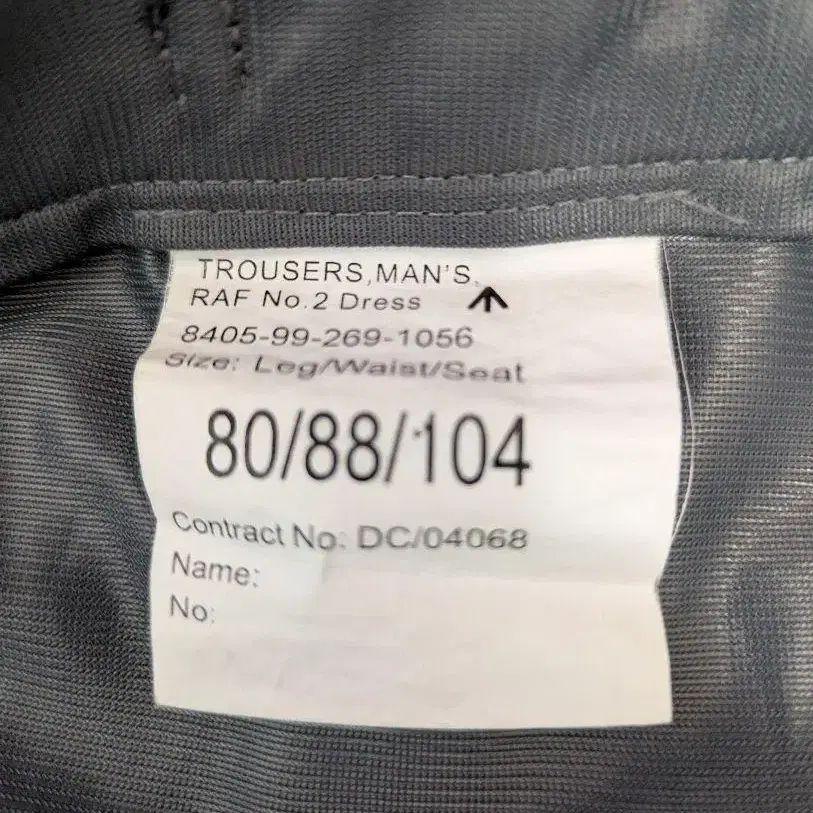 TROUSERS,MAN'S.
RAF No.2 Dress
8405-99-269-1056
Size: Leg/Waist/Seat
80/88/104
Contract No: DC/04068
Name:
No: